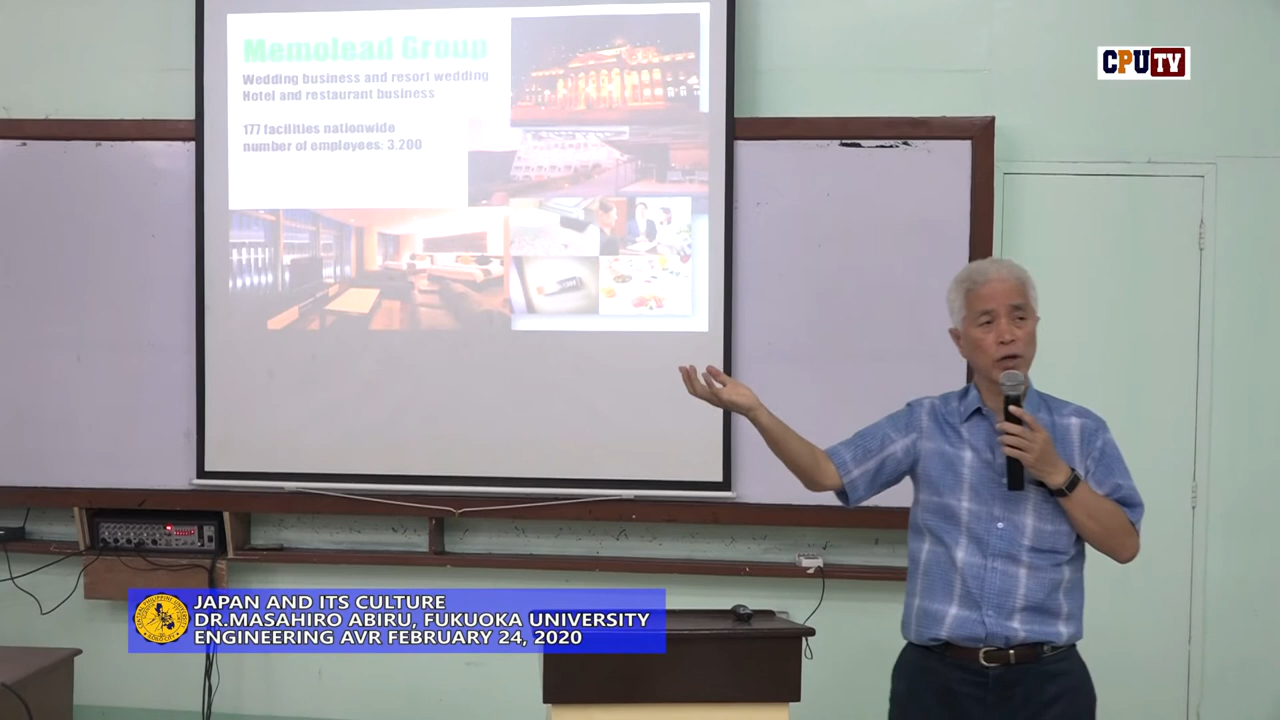 Memolead Group
Wedding business and resort wedding
Hotel and restaurant business
177 facilities nationwide
number of employees: 3.200
CPUTV
JAPAN AND ITS CULTURE
DR.MASAHIRO ABIRU, FUKUOKA UNIVERSITY
ENGINEERING AVR FEBRUARY 24, 2020